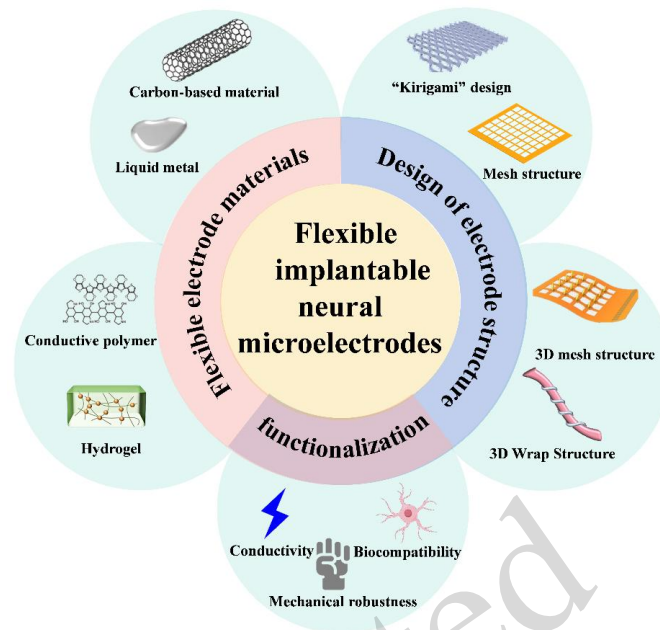 Carbon-based material
Liquid metal
"Kirigami" design
Mesh structure
Flexible electrode materials
Design of electrode structure
Flexible
implantable
neural
microelectrodes
Conductive polymer
Hydrogel
3D mesh structure
3D Wrap Structure
functionalization
Conductivity
Biocompatibility
Mechanical robustness